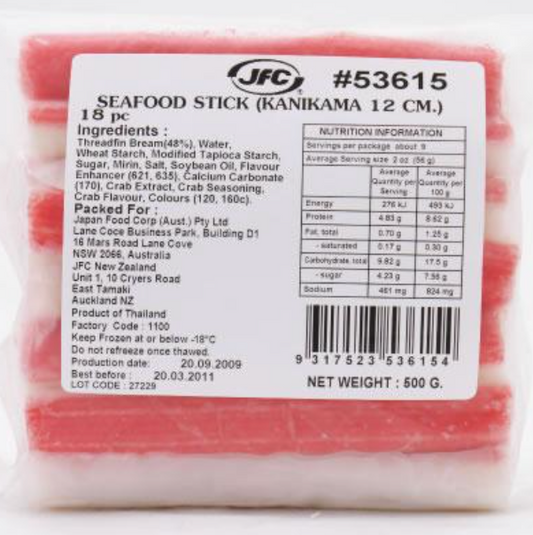 JFC
#53615
SEAFOOD STICK (KANIKAMA 12 CM.)
18 pc
Ingredients :
Threadfin Bream(48%), Water,
Wheat Starch, Modified Tapioca Starch,
Sugar, Mirin, Salt, Soybean Oil, Flavour
Enhancer (621, 635), Calcium Carbonate
(170), Crab Extract, Crab Seasoning,
Crab Flavour, Colours (120, 160c).
Packed For :
Japan Food Corp (Aust.) Pty Ltd
Lane Coce Business Park, Building D1
16 Mars Road Lane Cove
NSW 2066, Australia
JFC New Zealand
Unit 1, 10 Cryers Road
East Tamaki
Auckland NZ
Product of Thailand
Factory Code : 1100
Keep Frozen at or below -18°C
Do not refreeze once thawed.
Production date: 20.09.2009
Best before : 20.03.2011
LOT CODE : 27229
NUTRITION INFORMATION
Servings per package about 9
Average Serving size 2 oz (56 g)
Average Quantity per Serving
Average Quantity per 100 g
Energy 276 kJ 493 kJ
Protein 4.83 g 8.62 g
Fat, total 0.70 g 1.25 g
- saturated 0.17 g 0.30 g
Carbohydrate, total 9.82 g 17.5 g
- sugar 4.23 g 7.55 g
Sodium 461 mg 824 mg
9 317523 536154
NET WEIGHT : 500 G.